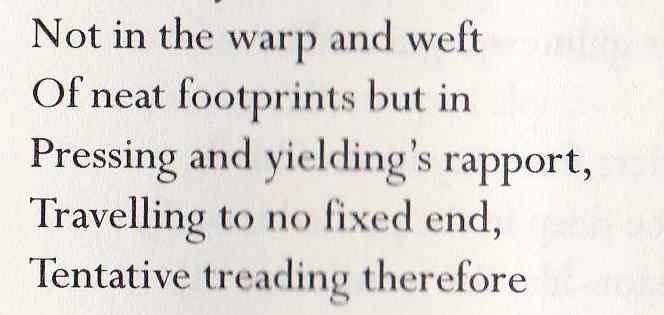 Not in the warp and weft
Of neat footprints but in
Pressing and yielding's rapport,
Travelling to no fixed end,
Tentative treading therefore